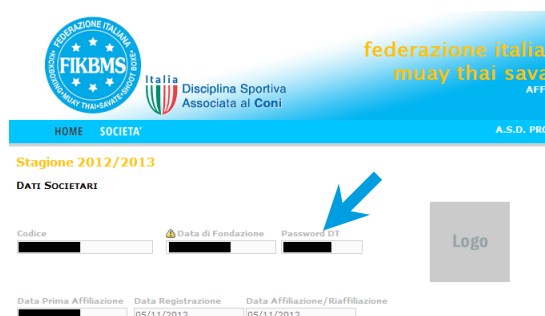 FEDERAZIONE ITALIANA
KICKBOXING•MUAY THAI•SAVATE•SHOOT BOXE•
FIKBMS
Italia
Disciplina Sportiva
Associata al Coni
federazione italia
muay thai sava
AFF
HOME SOCIETA'
A.S.D. PRO
Stagione 2012/2013
DATI SOCIETARI
Codice Data di Fondazione Password DT
Logo
Data Prima Affiliazione Data Registrazione Data Affiliazione/Riaffiliazione
05/11/2012 05/11/2012